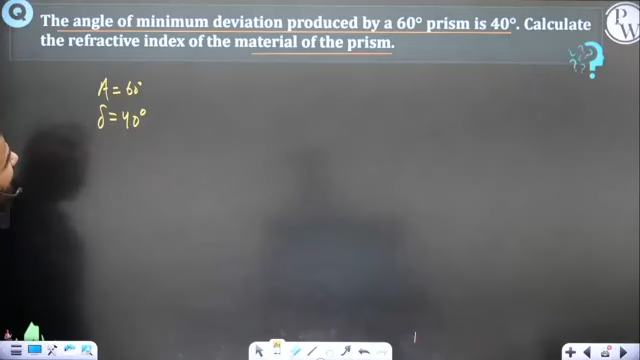 The angle of minimum deviation produced by a 60° prism is 40°. Calculate
the refractive index of the material of the prism.
A = 60°
δ = 40°
Q
PW